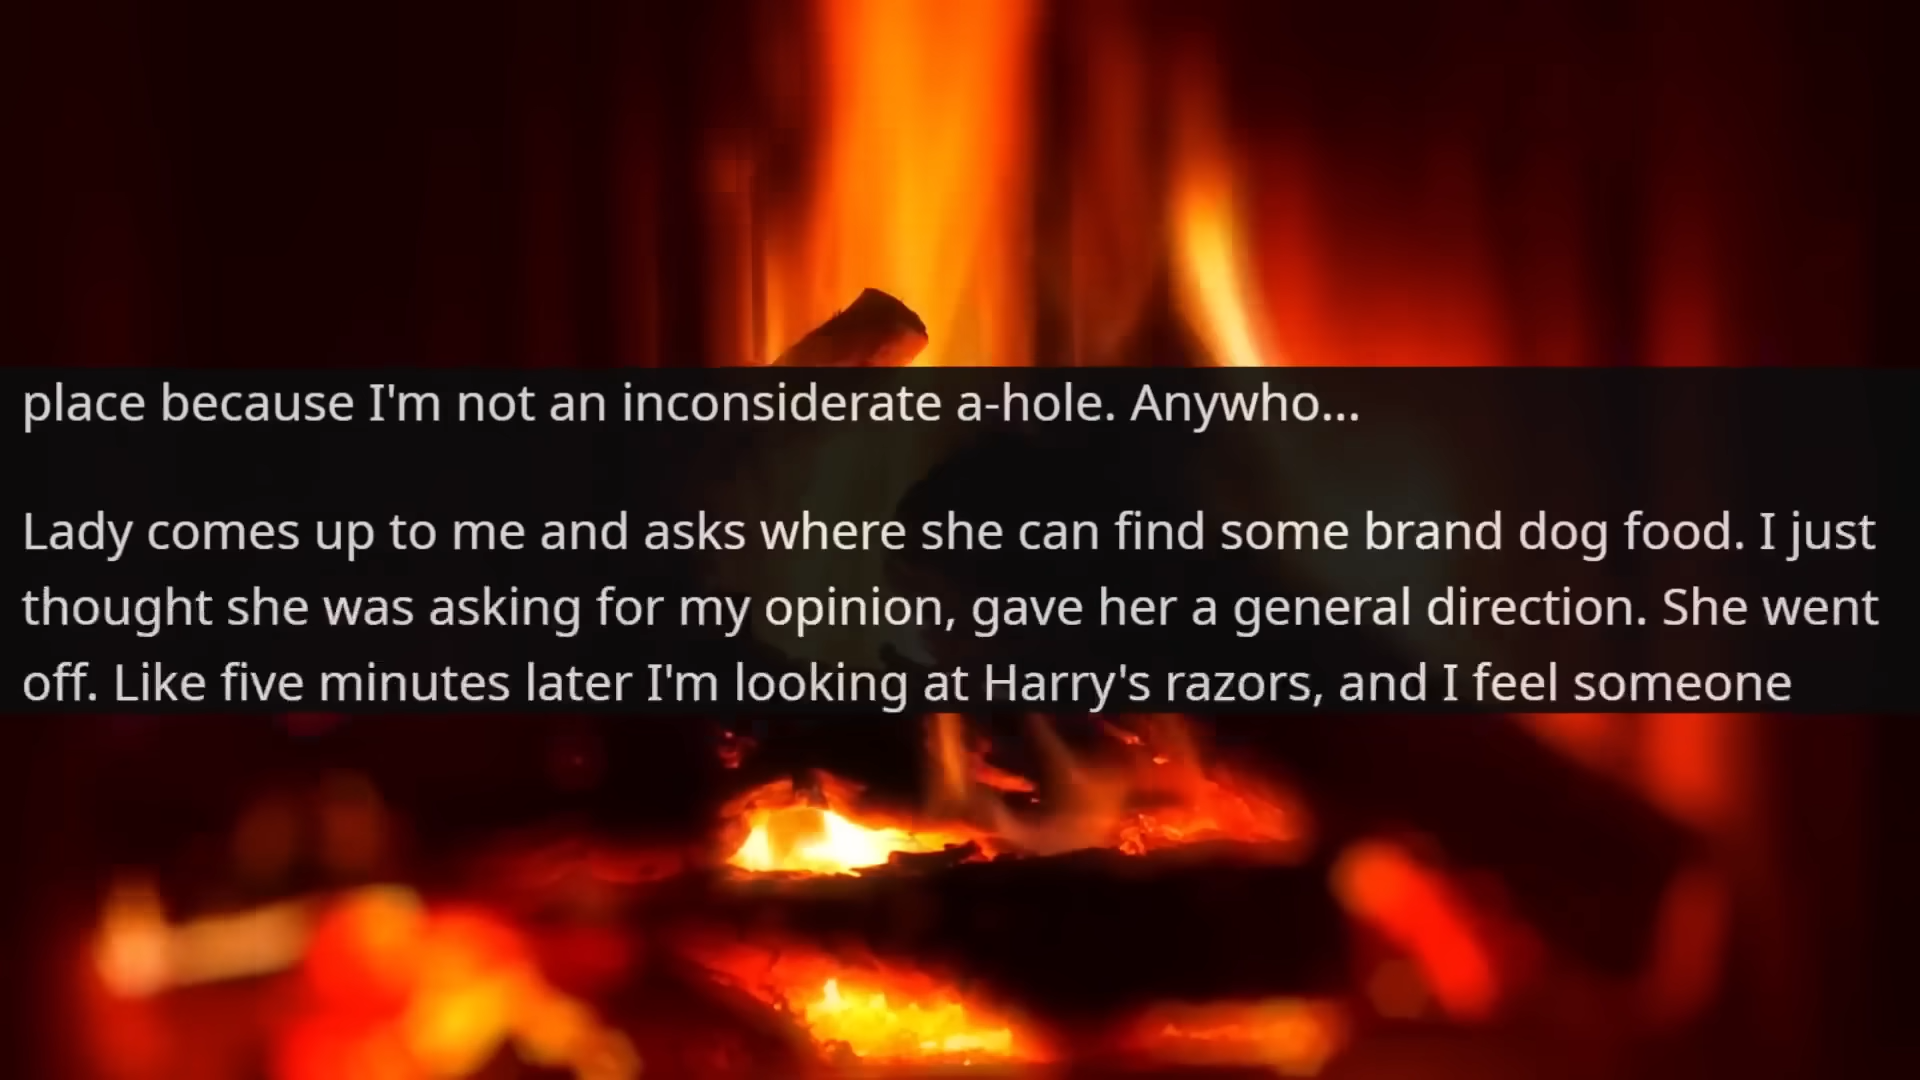 place because I'm not an inconsiderate a-hole. Anywho...
Lady comes up to me and asks where she can find some brand dog food. I just
thought she was asking for my opinion, gave her a general direction. She went
off. Like five minutes later I'm looking at Harry's razors, and I feel someone